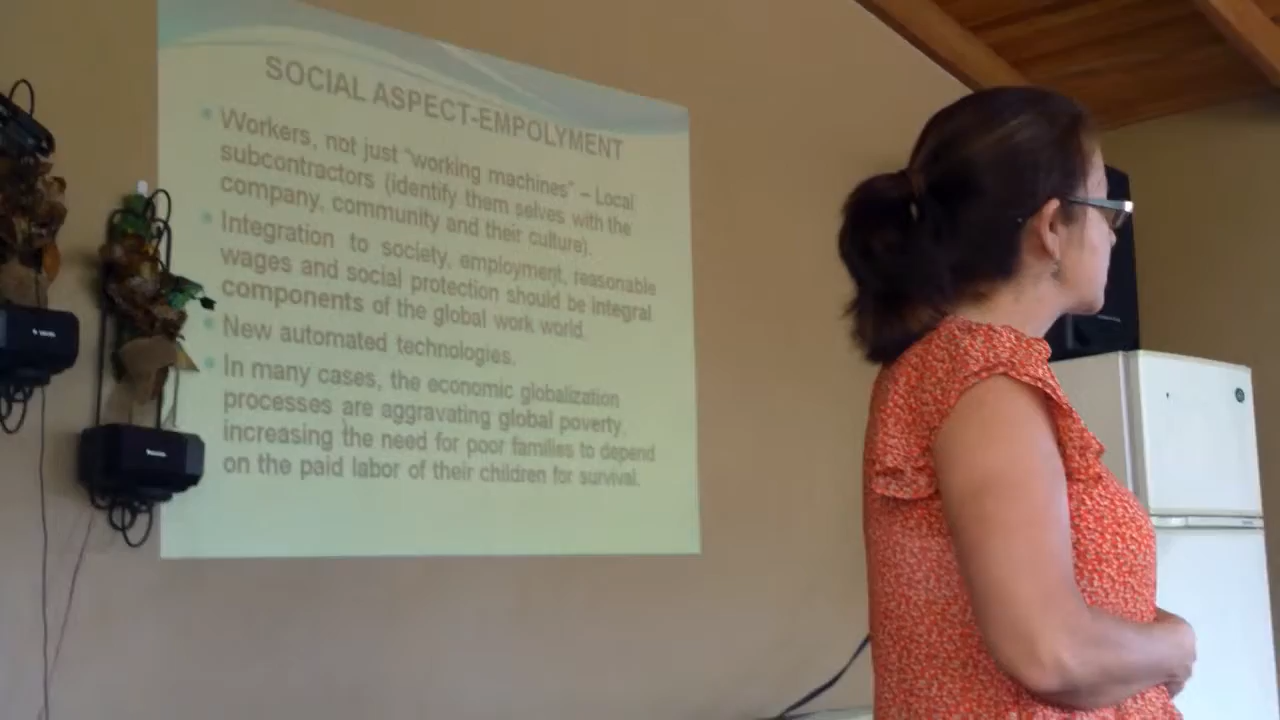 SOCIAL ASPECT-EMPOLYMENT
• Workers, not just "working machines" – Local
subcontractors (identify them selves with the
company, community and their culture).
• Integration to society, employment, reasonable
wages and social protection should be integral
components of the global work world.
• New automated technologies.
• In many cases, the economic globalization
processes are aggravating global poverty,
increasing the need for poor families to depend
on the paid labor of their children for survival.